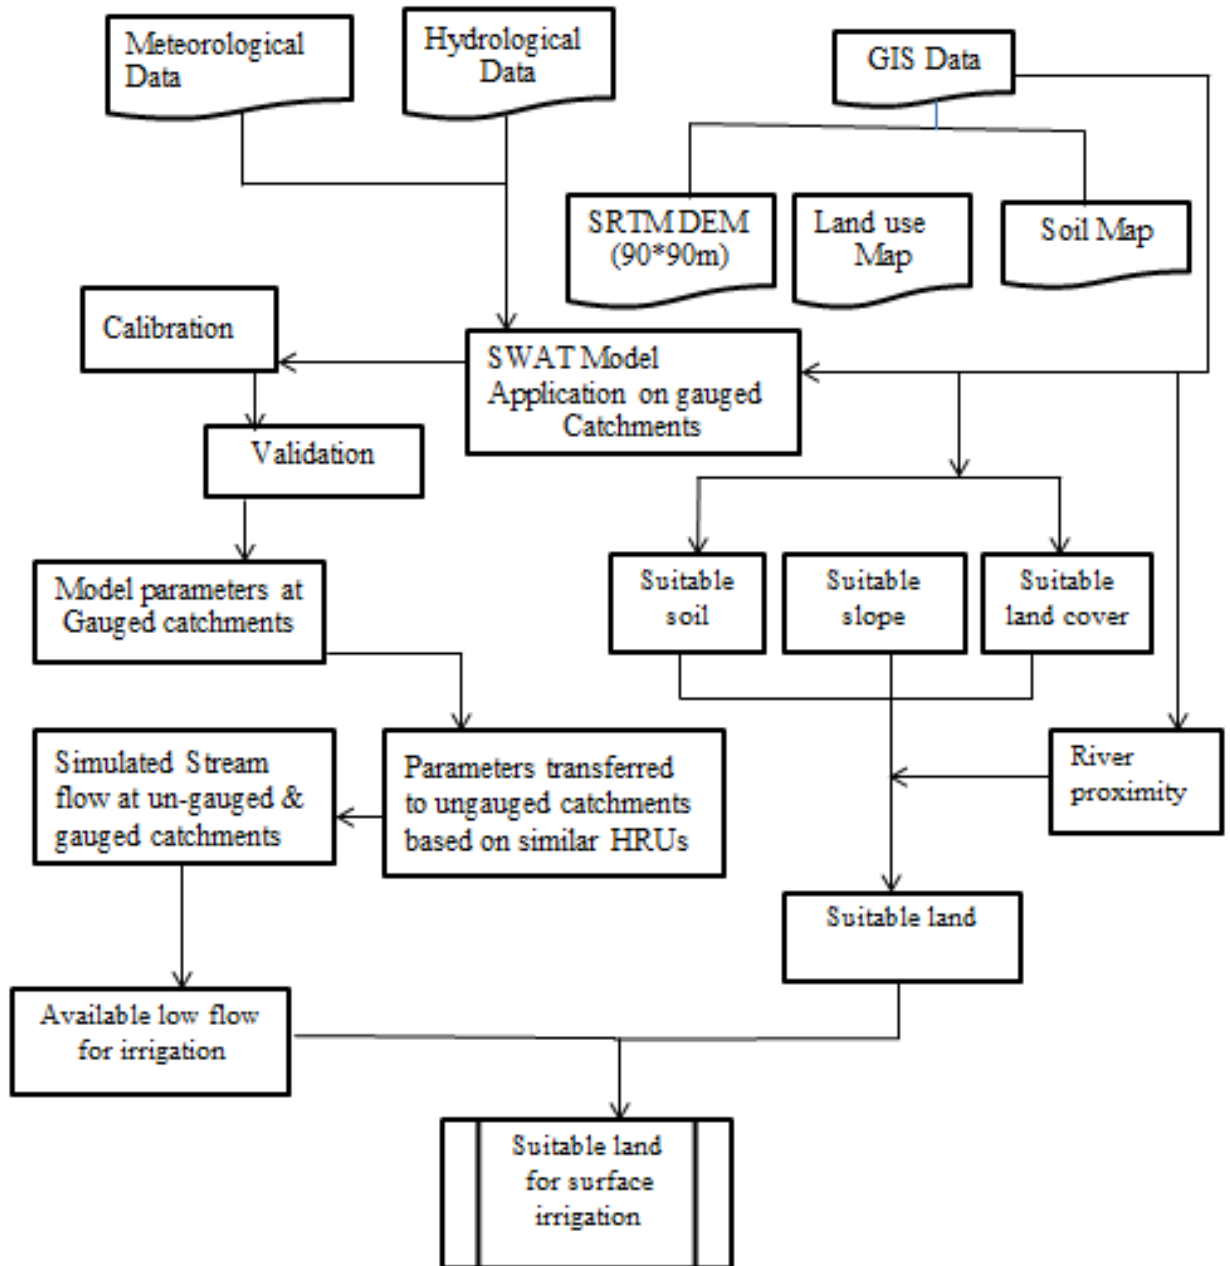 Meteorological
Data
Hydrological
Data
GIS Data
SRTM DEM
(90*90m)
Land use
Map
Soil Map
Calibration
SWAT Model
Application on gauged
Catchments
Validation
Model parameters at
Gauged catchments
Suitable
soil
Suitable
slope
Suitable
land cover
Simulated Stream
flow at un-gauged &
gauged catchments
Parameters transferred
to ungauged catchments
based on similar HRUs
River
proximity
Suitable land
Available low flow
for irrigation
Suitable land
for surface
irrigation